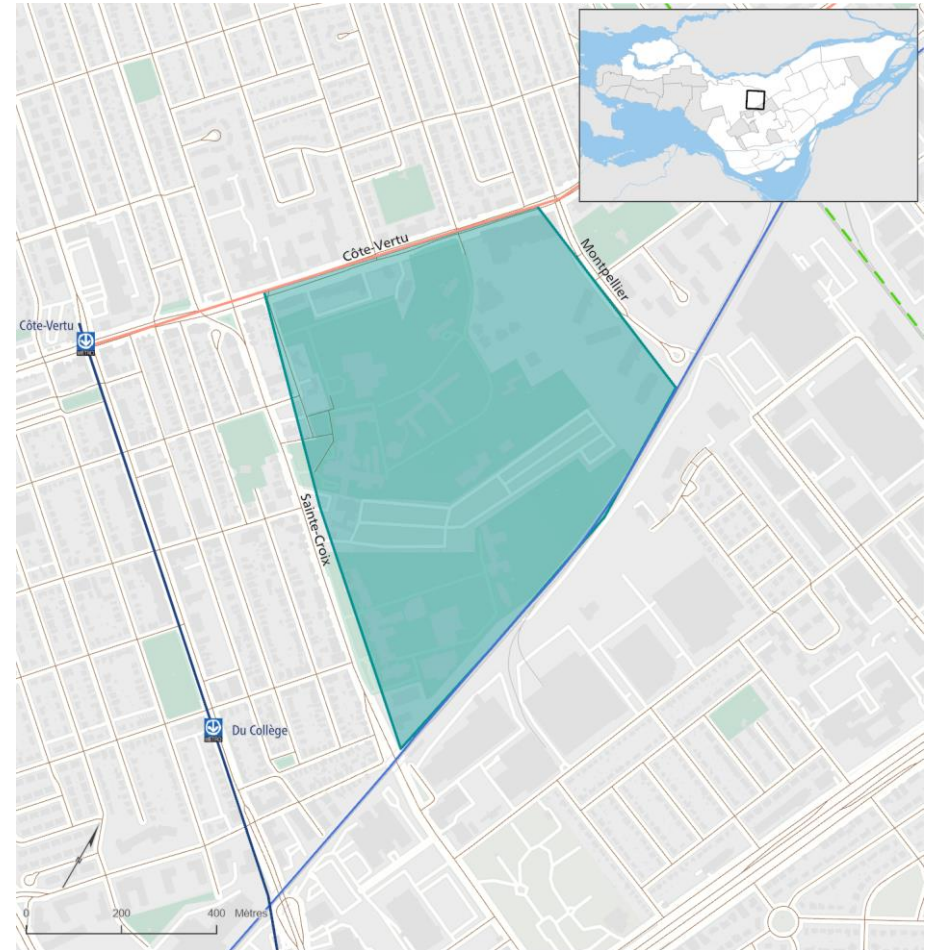 Côte-Vertu
Montpellier
Côte-Vertu
Sainte-Croix
Du Collège
0 200 400 Mètres